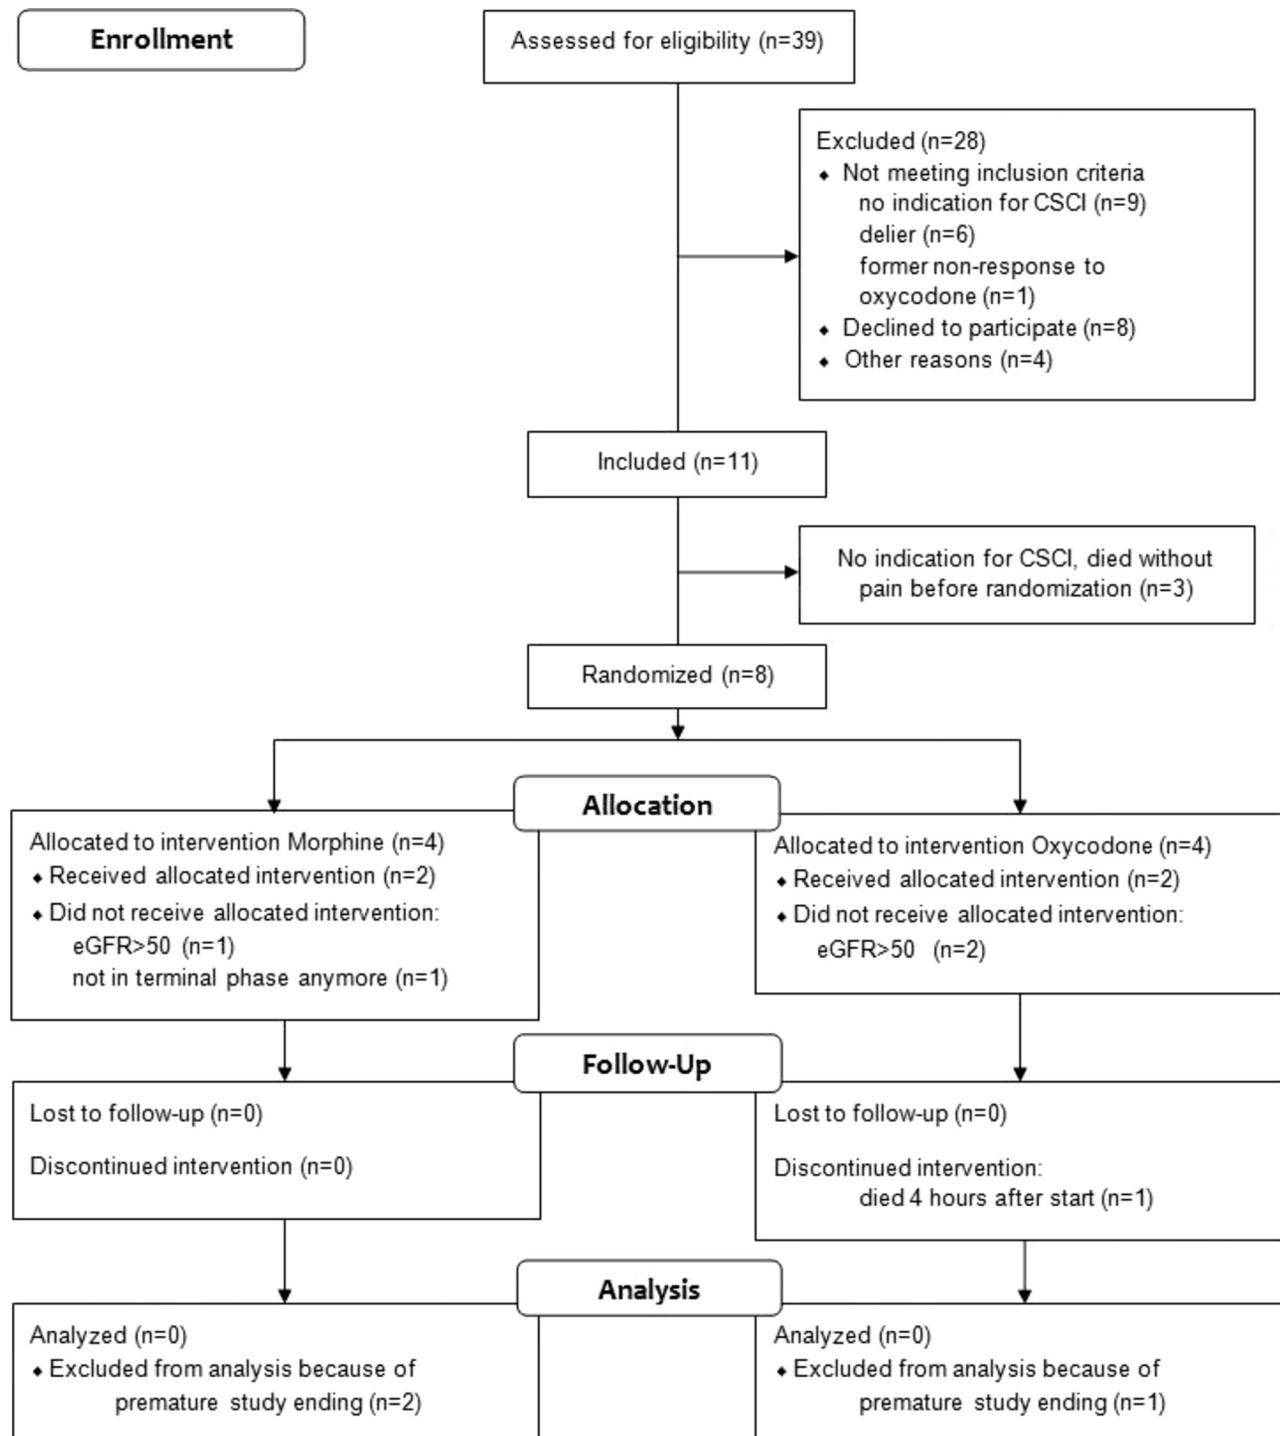 Enrollment
Assessed for eligibility (n=39)
Excluded (n=28)
⬥ Not meeting inclusion criteria
no indication for CSCI (n=9)
delier (n=6)
former non-response to
oxycodone (n=1)
⬥ Declined to participate (n=8)
⬥ Other reasons (n=4)
Included (n=11)
No indication for CSCI, died without
pain before randomization (n=3)
Randomized (n=8)
Allocation
Allocated to intervention Morphine (n=4)
⬥ Received allocated intervention (n=2)
⬥ Did not receive allocated intervention:
eGFR>50 (n=1)
not in terminal phase anymore (n=1)
Allocated to intervention Oxycodone (n=4)
⬥ Received allocated intervention (n=2)
⬥ Did not receive allocated intervention:
eGFR>50 (n=2)
Follow-Up
Lost to follow-up (n=0)
Discontinued intervention (n=0)
Lost to follow-up (n=0)
Discontinued intervention:
died 4 hours after start (n=1)
Analysis
Analyzed (n=0)
⬥ Excluded from analysis because of
premature study ending (n=2)
Analyzed (n=0)
⬥ Excluded from analysis because of
premature study ending (n=1)